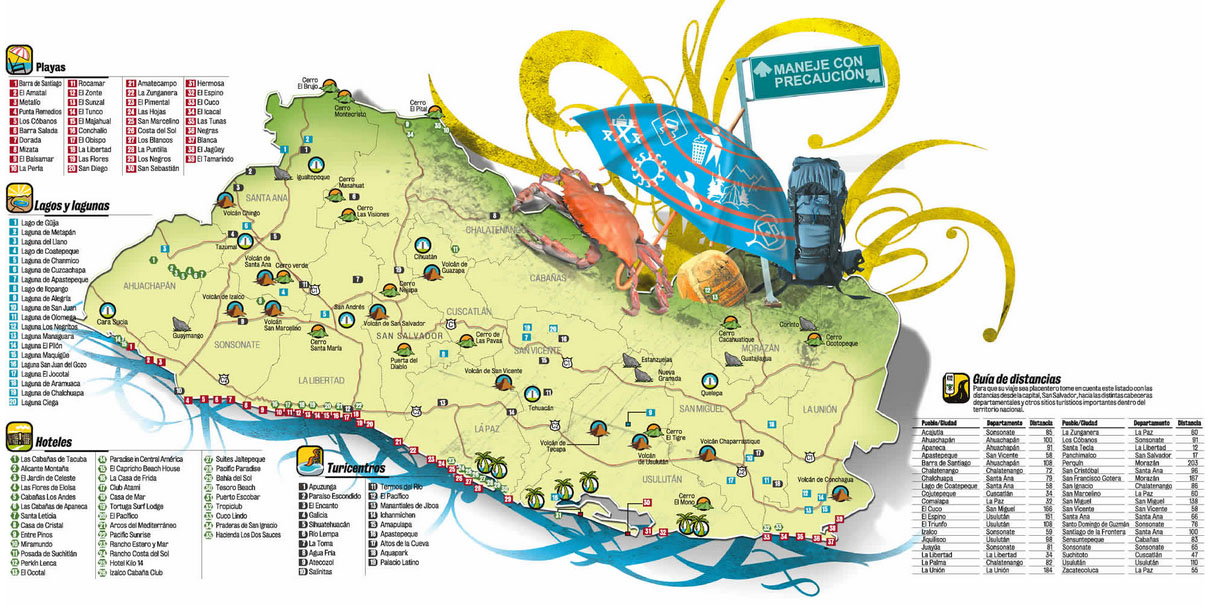 MANEJE CON
PRECAUCIÓN
Playas
1 Barra de Santiago
2 El Amatal
3 Metalío
4 Punta Remedos
5 Los Cóbanos
6 Barra Salada
7 Dorada
8 Mizata
9 El Balsamar
10 La Perla
11 Rocamar
12 El Zonte
13 El Sunzal
14 El Tunco
15 El Majahual
16 Conchalío
17 El Obispo
18 La Libertad
19 Las Flores
20 San Diego
21 Amatecampo
22 La Zunganera
23 El Pimental
24 Las Hojas
25 San Marcelino
26 Costa del Sol
27 Los Blancos
28 La Puntilla
29 Los Negros
30 San Sebastián
31 Hermosa
32 El Espino
33 El Cuco
34 El Icacal
35 Las Tunas
36 Negras
37 Blanca
38 El Jagüey
39 El Tamarindo
Lagos y lagunas
1 Lago de Güija
2 Laguna de Metapán
3 Laguna del Llano
4 Lago de Coatepeque
5 Laguna de Chanmico
6 Laguna de Cuzcachapa
7 Laguna de Apastepeque
8 Lago de Ilopango
9 Laguna de Alegría
10 Laguna de San Juan
11 Laguna de Olomega
12 Laguna Los Negritos
13 Laguna Managuara
14 Laguna El Pilón
15 Laguna Maquigüe
16 Laguna San Juan del Gozo
17 Laguna El Jocotal
18 Laguna de Aramuaca
19 Laguna de Chalchuapa
20 Laguna Ciega
Hoteles
1 Las Cabañas de Tacuba
2 Alicante Montaña
3 El Jardín de Celeste
4 Las Flores de Eloísa
5 Cabañas Los Andes
6 Las Cabañas de Apaneca
7 Santa Leticia
8 Casa de Cristal
9 Entre Pinos
10 Miramundo
11 Posada de Suchitlán
12 Perkin Lenca
13 El Ocotal
14 Paradise in Central América
15 El Capricho Beach House
16 La Casa de Frida
17 Club Atami
18 Casa de Mar
19 Tortuga Surf Lodge
20 El Pacífico
21 Arcos del Mediterráneo
22 Pacific Sunrise
23 Rancho Estero y Mar
24 Rancho Costa del Sol
25 Hotel Kilo 14
26 Izalco Cabaña Club
27 Suites Jaltepeque
28 Pacific Paradise
29 Bahía del Sol
30 Tesoro Beach
31 Puerto Escobar
32 Tropiclub
33 Cuco Lindo
34 Praderas de San Ignacio
35 Hacienda Los Dos Sauces
Turicentros
1 Apuzunga
2 Paraíso Escondido
3 El Encanto
4 Galicia
5 Sihuatehuacán
6 Río Lempa
7 La Toma
8 Agua Fría
9 Atecozol
10 Salinitas
11 Termos del Río
12 El Pacífico
13 Manantiales de Jiboa
14 Ichanmichen
15 Amapulapa
16 Apastepeque
17 Altos de la Cueva
18 Aquapark
19 Palacio Latino
Cerro
El Brujo
Cerro
Montecristo
Cerro
El Pital
Igualtepeque
Cerro
Masahuat
Cerro
Las Visiones
SANTA ANA
Volcán Chingo
Tazumal
CHALATENANGO
Cihuatán
Volcán de
Guazapa
CABAÑAS
Volcán de
Santa Ana
Cerro verde
AHUACHAPÁN
Cerro
Nejapa
Volcán de Izalco
Volcán
San Marcelino
San Andrés
Volcán de San Salvador
CUSCATLÁN
Cara Sucia
Guaymango
SONSONATE
Cerro
Santa María
SAN SALVADOR
Cerro de
Las Pavas
Puerta del
Diablo
SAN VICENTE
Cerro
Cacahuatique
Corinto
Cerro
Ocotepeque
MORAZÁN
Guatajiagua
Estanzuelas
Nueva
Granada
Quelepa
LA LIBERTAD
Volcán de San Vicente
Tehuacán
SAN MIGUEL
LA UNIÓN
LA PAZ
Volcán de
Tecapa
Cerro
El Tigre
Volcán Chaparrastique
Volcán
de Usulután
USULUTÁN
Volcán de Conchagua
Cerro
El Mono
Guía de distancias
Para que su viaje sea placentero tome en cuenta este listado con las
distancias desde la capital, San Salvador, hacia las distintas cabeceras
departamentales y otros sitios turísticos importantes dentro del
territorio nacional.
Pueblo/Ciudad Departamento Distancia Pueblo/Ciudad Departamento Distancia
Acajutla Sonsonate 85 La Zunganera La Paz 60
Ahuachapán Ahuachapán 100 Los Cóbanos Sonsonate 91
Apaneca Ahuachapán 91 Santa Tecla La Libertad 12
Apastepeque San Vicente 58 Panchimalco San Salvador 17
Barra de Santiago Ahuachapán 108 Perquín Morazán 203
Chalatenango Chalatenango 72 San Cristóbal Santa Ana 96
Chalchuapa Santa Ana 79 San Francisco Gotera Morazán 167
Lago de Coatepeque Santa Ana 58 San Ignacio Chalatenango 86
Cojutepeque Cuscatlán 34 San Marcelino La Paz 60
Comalapa La Paz 32 San Miguel San Miguel 138
El Cuco San Miguel 166 San Vicente San Vicente 58
El Espino Usulután 151 Santa Ana Santa Ana 66
El Triunfo Usulután 108 Santo Domingo de Guzmán Sonsonate 76
Izalco Sonsonate 59 Santiago de la Frontera Santa Ana 100
Jiquilisco Usulután 98 Sensuntepeque Cabañas 83
Juayúa Sonsonate 81 Sonsonate Sonsonate 65
La Libertad La Libertad 34 Suchitoto Cuscatlán 47
La Palma Chalatenango 82 Usulután Usulután 110
La Unión La Unión 184 Zacatecoluca La Paz 55